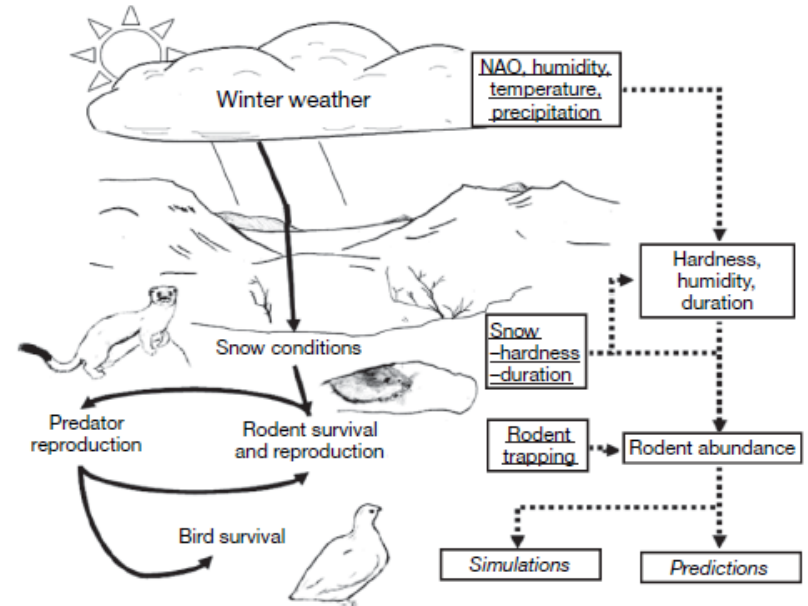 Winter weather
NAO, humidity,
temperature,
precipitation
Hardness,
humidity,
duration
Snow conditions
Snow
–hardness
–duration
Predator
reproduction
Rodent survival
and reproduction
Rodent
trapping
Rodent abundance
Bird survival
Simulations
Predictions